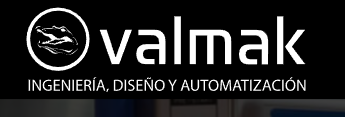 valmak
INGENIERÍA, DISEÑO Y AUTOMATIZACIÓN